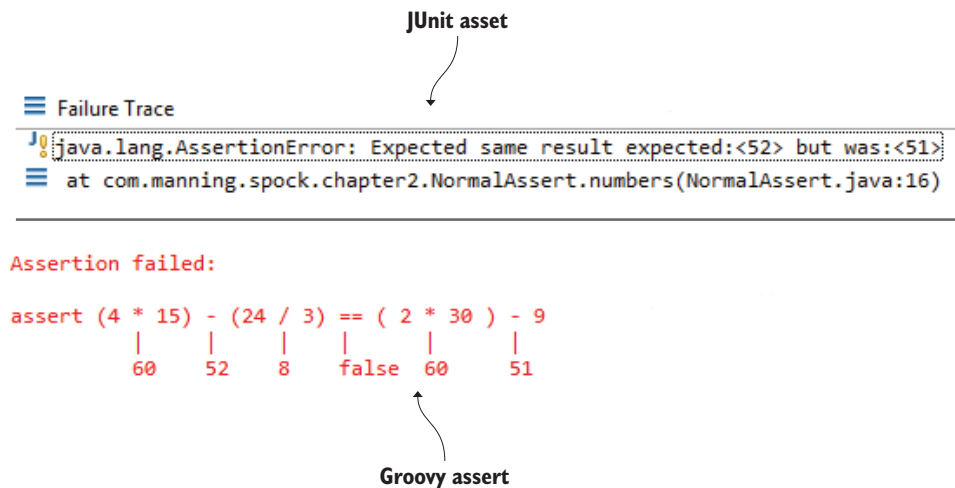 JUnit asset
Failure Trace
java.lang.AssertionError: Expected same result expected:<52> but was:<51>
at com.manning.spock.chapter2.NormalAssert.numbers(NormalAssert.java:16)
Assertion failed:
assert (4 * 15) - (24 / 3) == ( 2 * 30 ) - 9
| | | | | |
60 52 8 false 60 51
Groovy assert